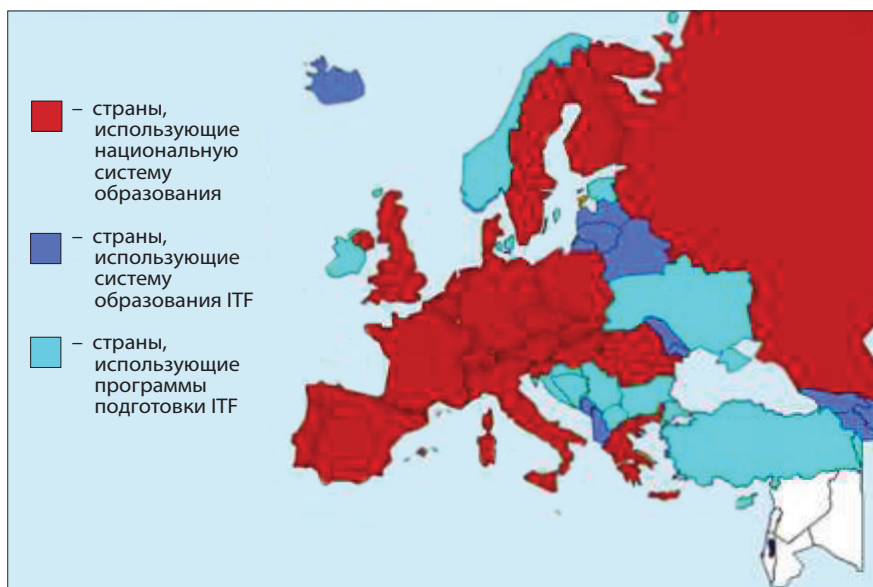 – страны,
использующие
национальную
систему
образования
– страны,
использующие
систему
образования ITF
– страны,
использующие
программы
подготовки ITF